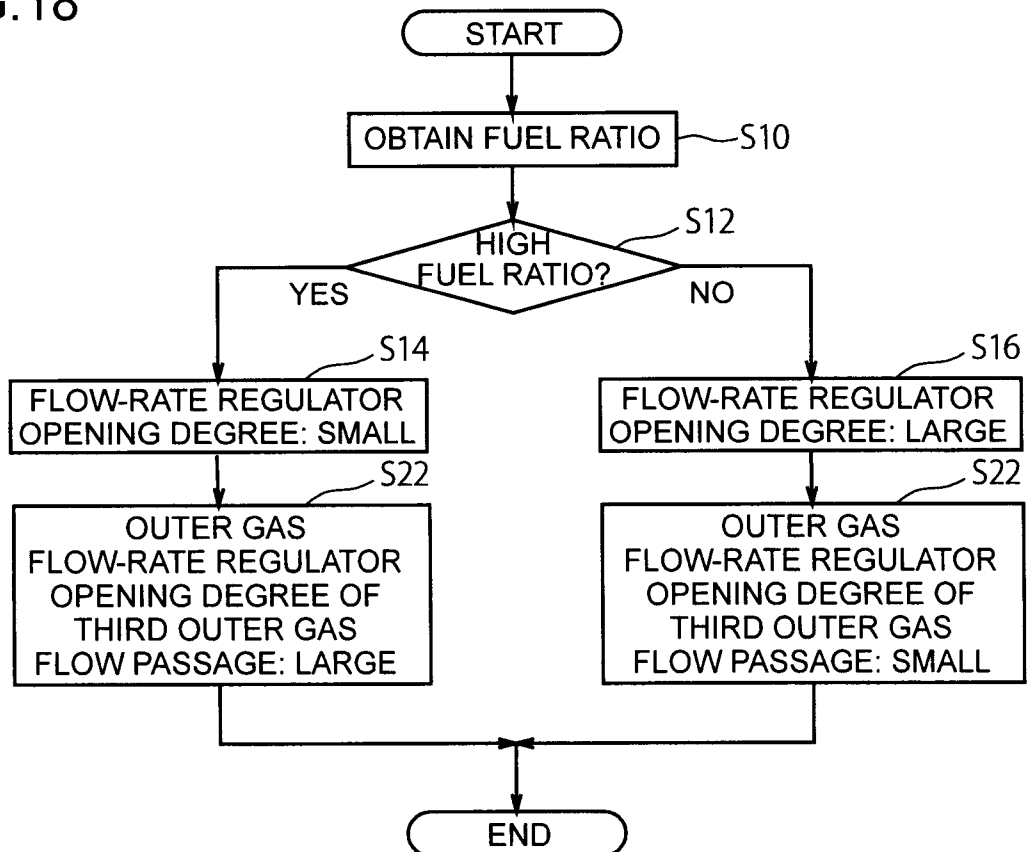 START
OBTAIN FUEL RATIO
S10
S12
HIGH
FUEL RATIO?
YES
NO
S14
FLOW-RATE REGULATOR
OPENING DEGREE: SMALL
S16
FLOW-RATE REGULATOR
OPENING DEGREE: LARGE
S22
OUTER GAS
FLOW-RATE REGULATOR
OPENING DEGREE OF
THIRD OUTER GAS
FLOW PASSAGE: LARGE
S22
OUTER GAS
FLOW-RATE REGULATOR
OPENING DEGREE OF
THIRD OUTER GAS
FLOW PASSAGE: SMALL
END